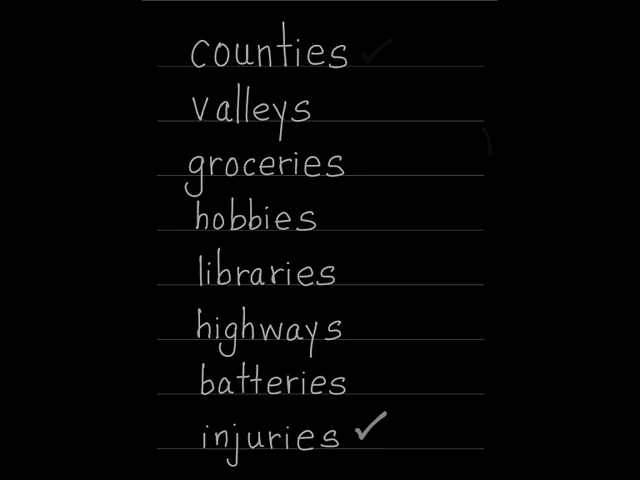 counties
valleys
groceries
hobbies
libraries
highways
batteries
injuries ✓